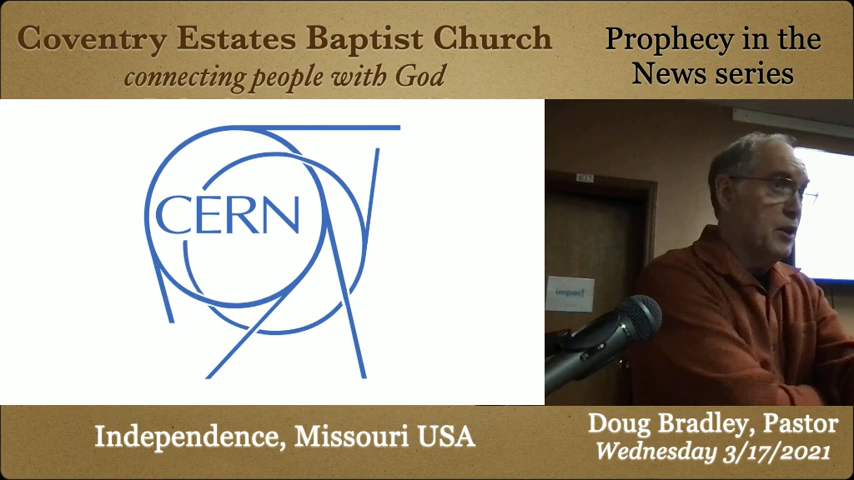 Coventry Estates Baptist Church
connecting people with God
Prophecy in the
News series
CERN
impact
Independence, Missouri USA
Doug Bradley, Pastor
Wednesday 3/17/2021